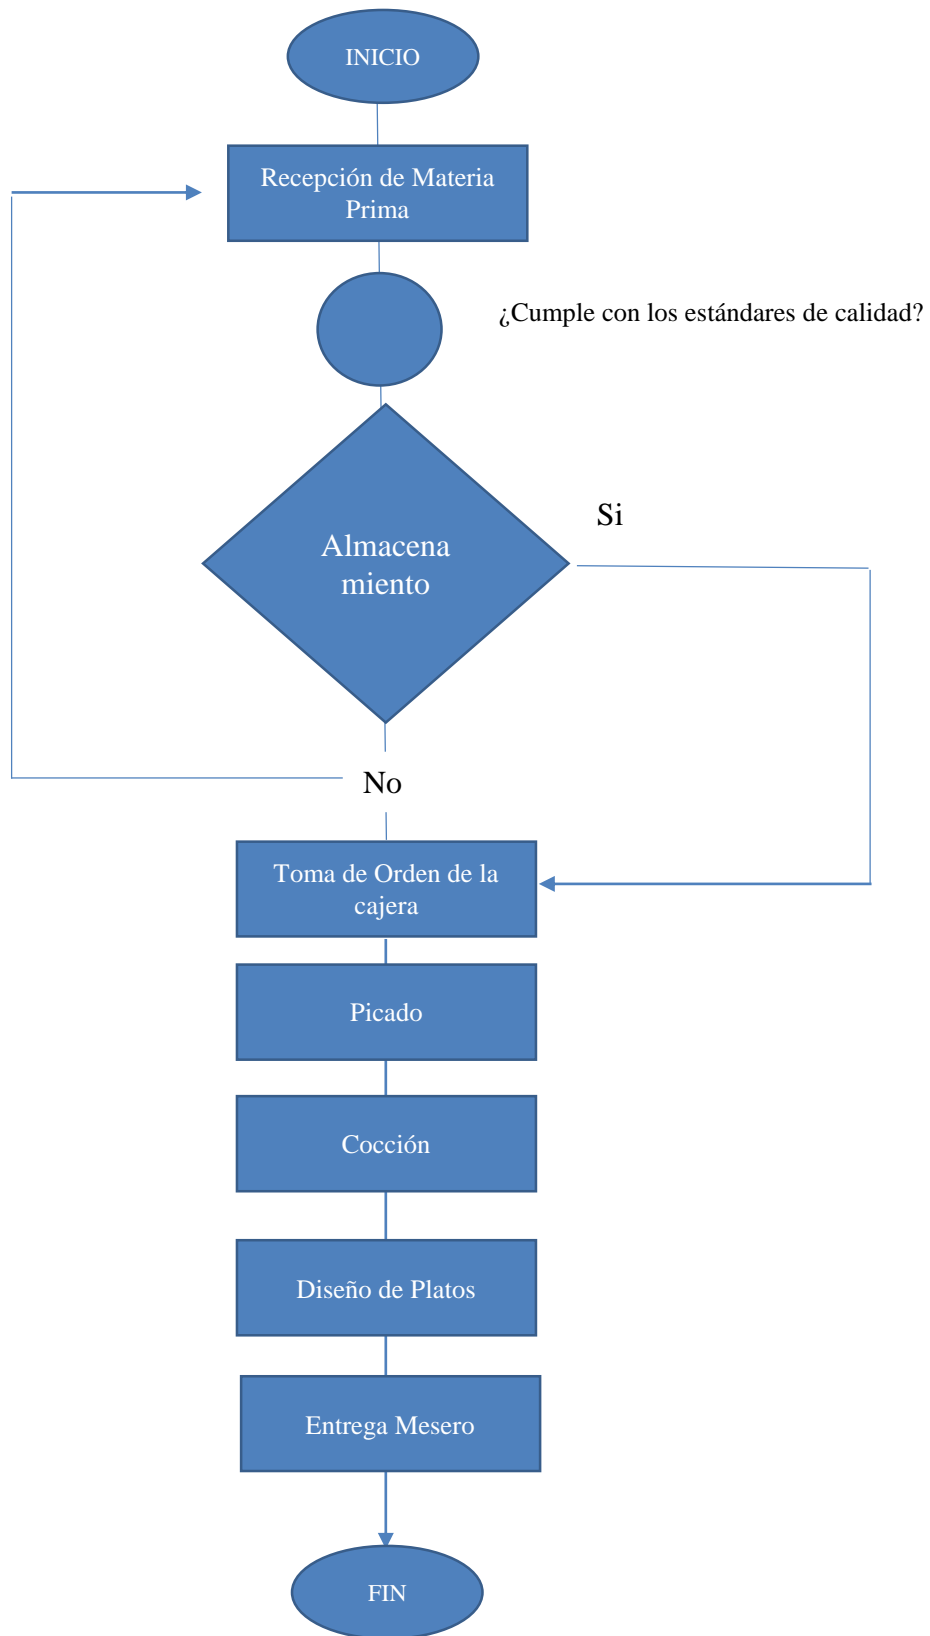 INICIO
Recepción de Materia
Prima
¿Cumple con los estándares de calidad?
Si
Almacena
miento
No
Toma de Orden de la
cajera
Picado
Cocción
Diseño de Platos
Entrega Mesero
FIN